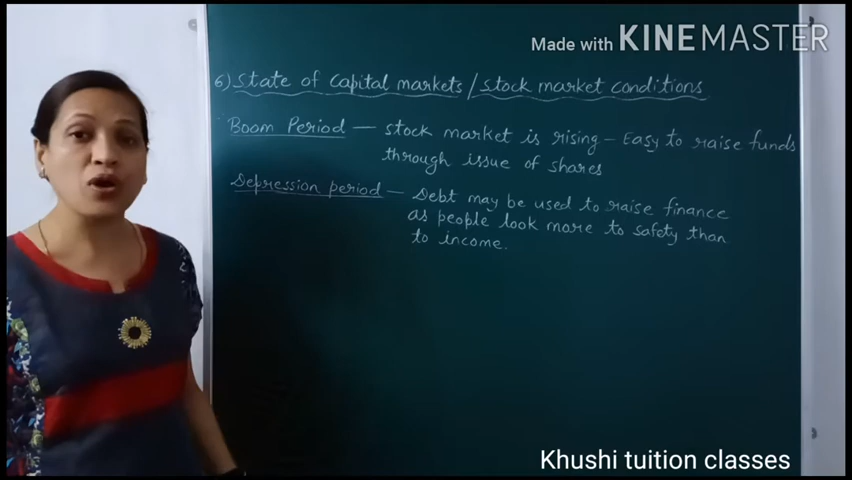 Made with KINEMASTER
6) State of capital markets / stock market conditions
Boom Period — stock market is rising - Easy to raise funds
through issue of shares
Depression period — Debt may be used to raise finance
as people look more to safety than
to income.
Khushi tuition classes